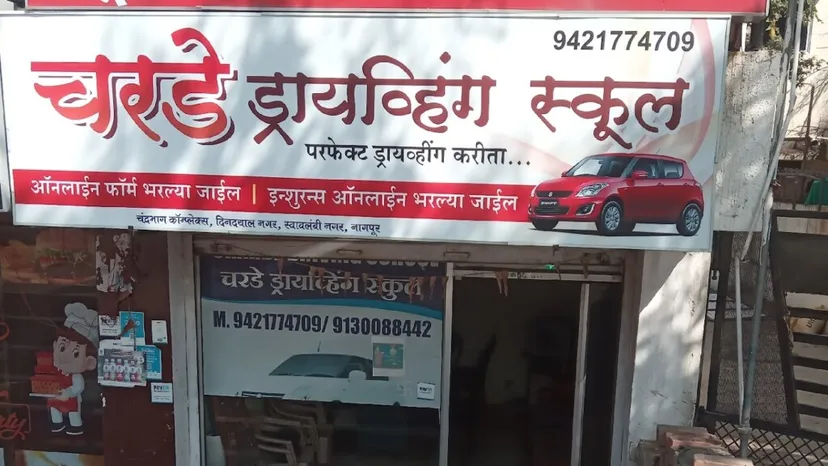 9421774709
चरडे ड्रायव्हिंग स्कूल
परफेक्ट ड्रायव्हींग करीता...
ऑनलाईन फॉर्म भरल्या जाईल | इन्शुरन्स ऑनलाईन भरल्या जाईल
चंद्रभाग कॉम्प्लेक्स, दिनदयाल नगर, स्वावलंबी नगर, नागपूर
चरडे ड्रायव्हिंग स्कुल
M. 9421774709/ 9130088442